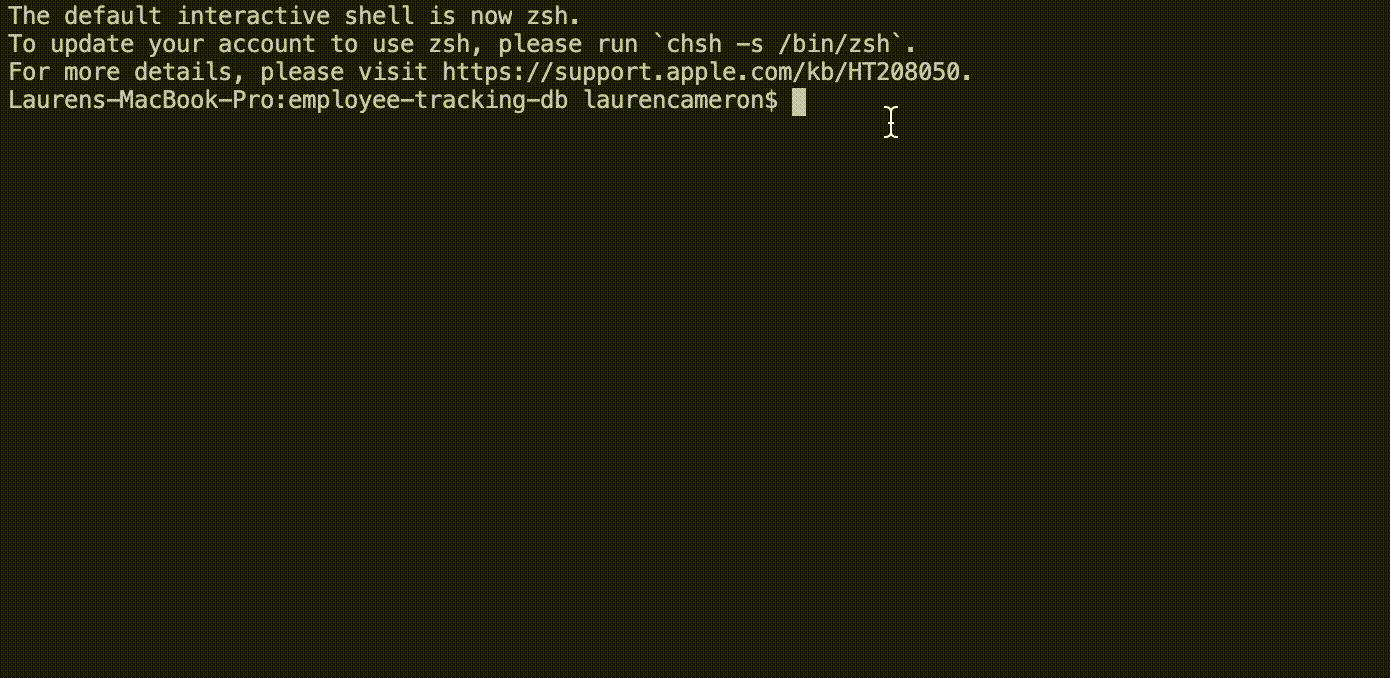 The default interactive shell is now zsh.
To update your account to use zsh, please run `chsh -s /bin/zsh`.
For more details, please visit https://support.apple.com/kb/HT208050.
Laurens-MacBook-Pro:employee-tracking-db laurencameron$